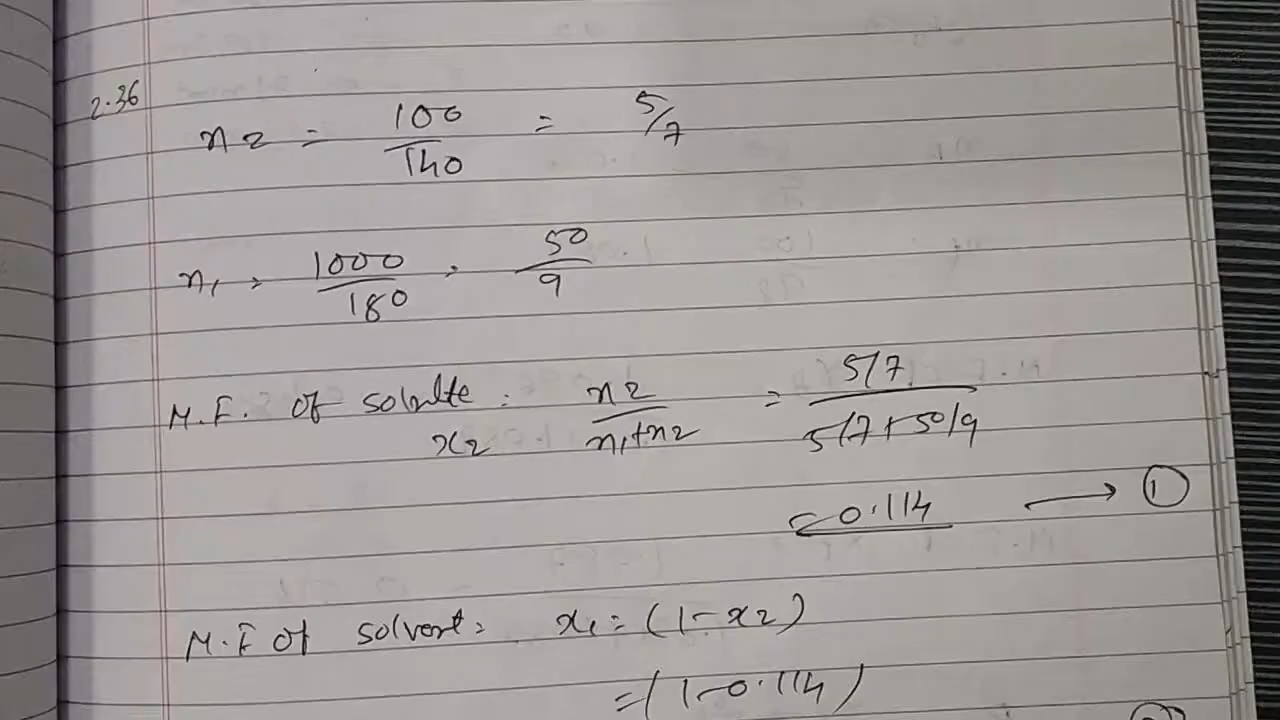 2.36
n2 = 100/140 = 5/7
n1 = 1000/180 = 50/9
M.F. of solute = n2/n1+n2 = 5/7/5/7+50/9
x2
= 0.114 → ①
M.F of solvent = x1 = (1-x2)
= (1-0.114)